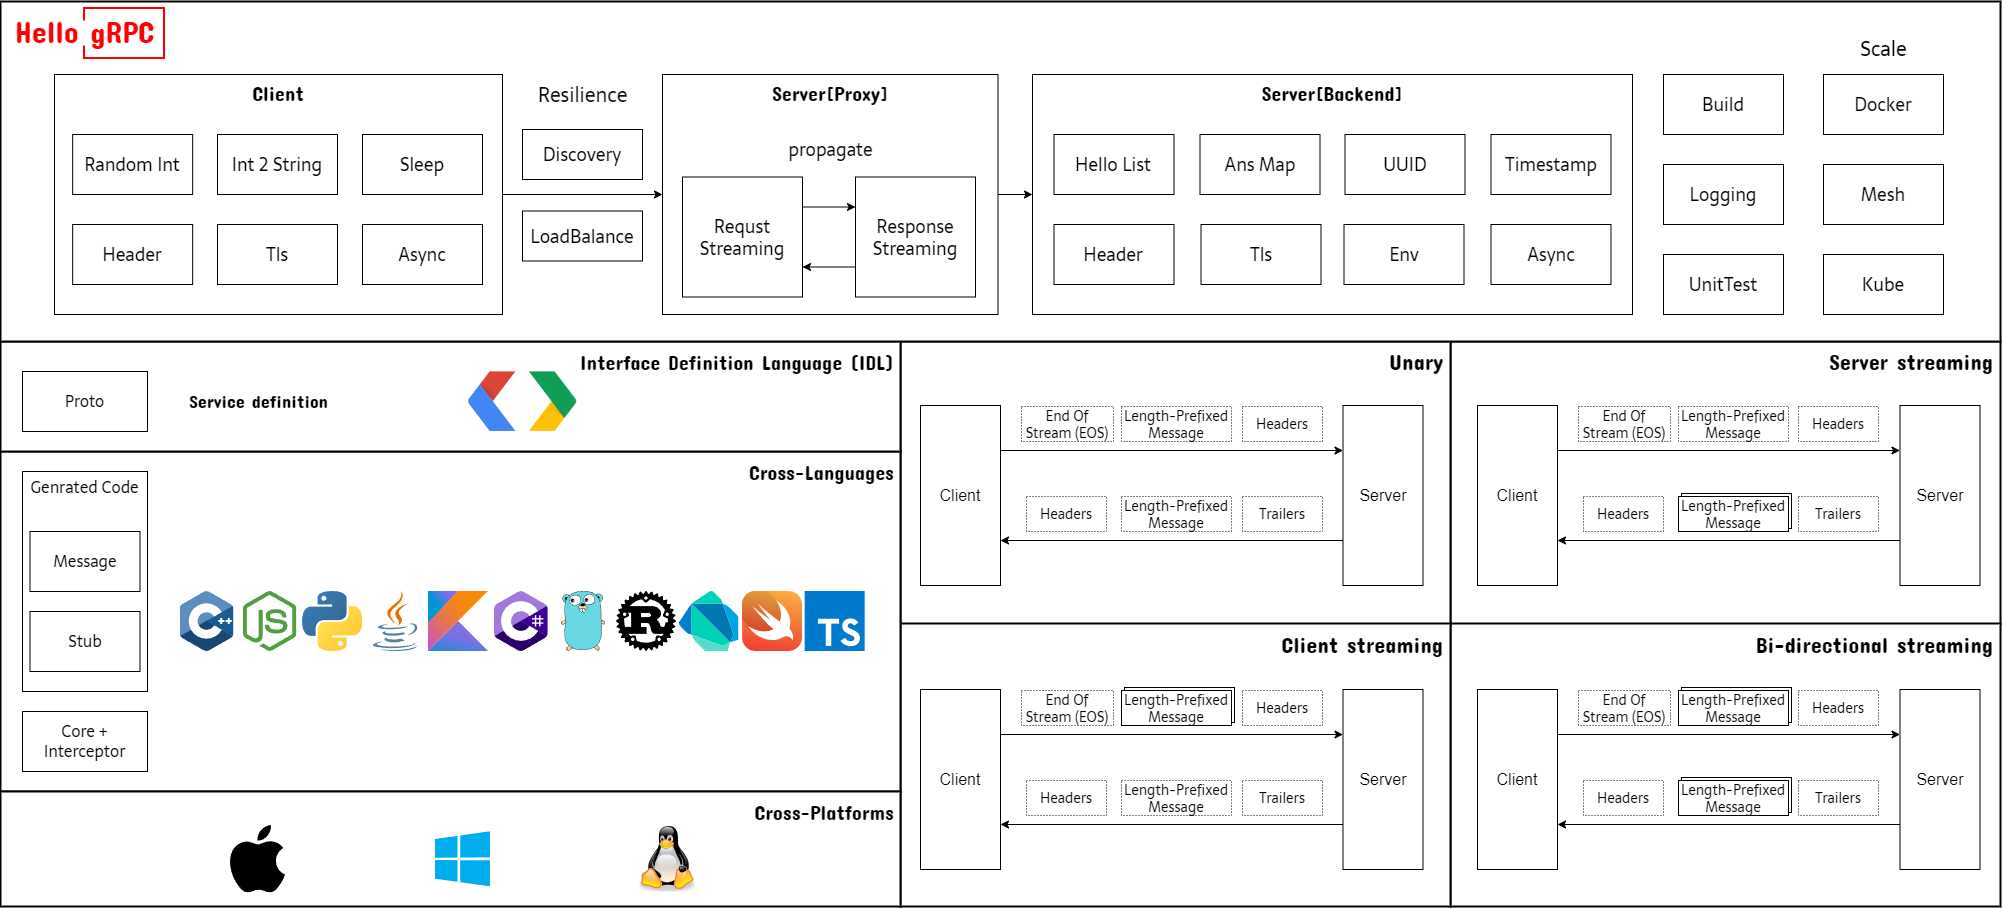 Hello gRPC
Scale
Client
Random Int
Int 2 String
Sleep
Header
Tls
Async
Resilience
Discovery
LoadBalance
Server[Proxy]
propagate
Requst
Streaming
Response
Streaming
Server[Backend]
Hello List
Ans Map
UUID
Timestamp
Header
Tls
Env
Async
Build
Docker
Logging
Mesh
UnitTest
Kube
Interface Definition Language (IDL)
Proto
Service definition
Cross-Languages
Genrated Code
Message
Stub
Core +
Interceptor
C++
JS
C#
R
TS
Cross-Platforms
Unary
Client
End Of
Stream (EOS)
Length-Prefixed
Message
Headers
Headers
Length-Prefixed
Message
Trailers
Server
Server streaming
Client
End Of
Stream (EOS)
Length-Prefixed
Message
Headers
Headers
Length-Prefixed
Message
Trailers
Server
Client streaming
Client
End Of
Stream (EOS)
Length-Prefixed
Message
Headers
Headers
Length-Prefixed
Message
Trailers
Server
Bi-directional streaming
Client
End Of
Stream (EOS)
Length-Prefixed
Message
Headers
Headers
Length-Prefixed
Message
Trailers
Server